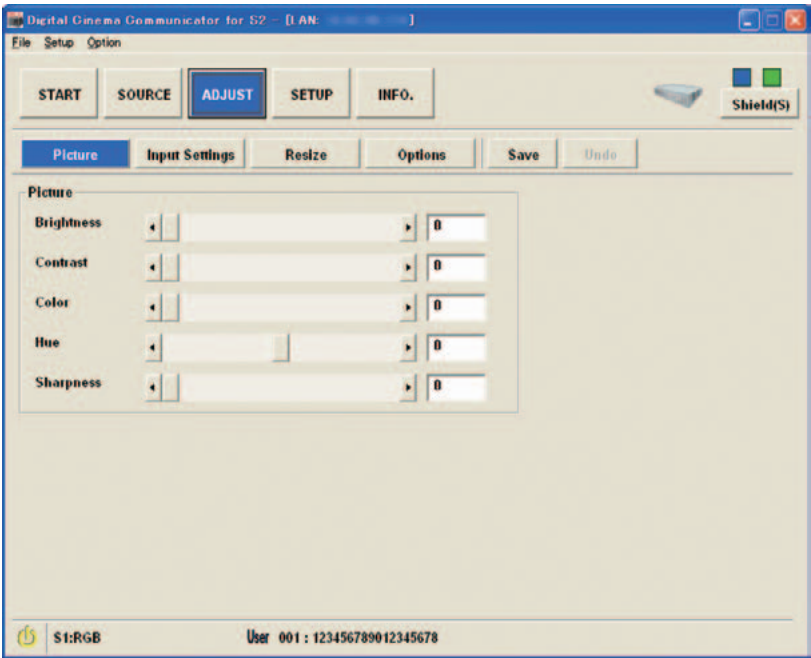 Digital Cinema Communicator for S2 - [LAN: ]
File Setup Option
START SOURCE ADJUST SETUP INFO. Shield(S)
Picture Input Settings Resize Options Save Undo
Picture
Brightness 0
Contrast 0
Color 0
Hue 0
Sharpness 0
S1:RGB User 001 : 123456789012345678